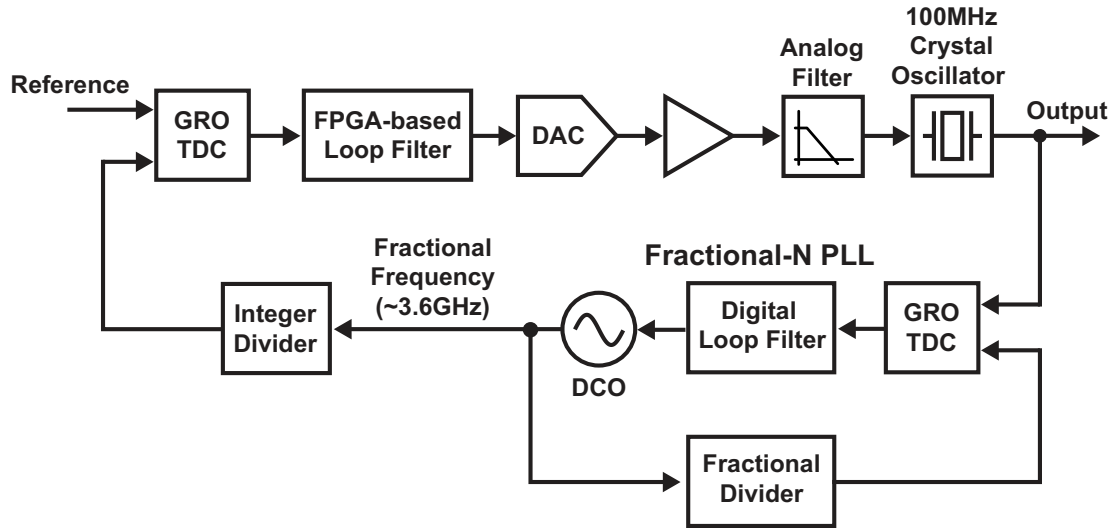 100MHz
Crystal
Oscillator
Analog
Filter
Reference
Output
GRO
TDC
FPGA-based
Loop Filter
DAC
Fractional
Frequency
(~3.6GHz)
Fractional-N PLL
Integer
Divider
DCO
Digital
Loop Filter
GRO
TDC
Fractional
Divider